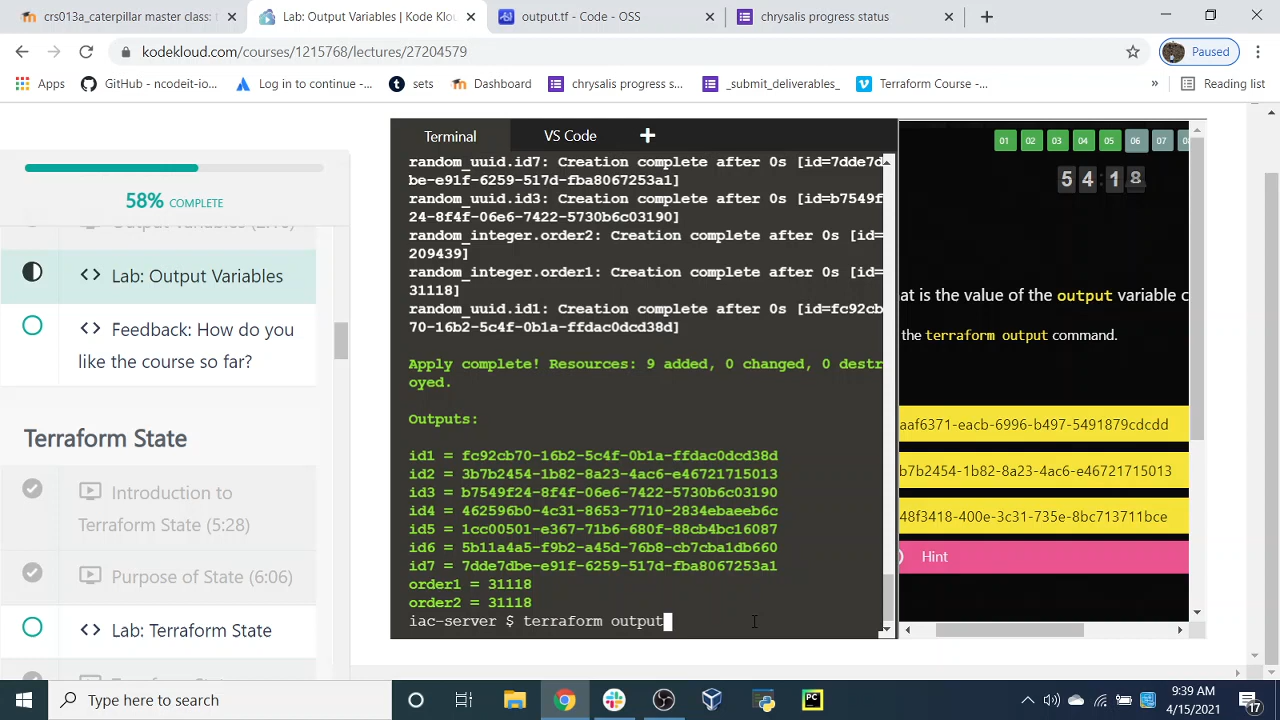 ics013a_caterpillar master class: t
Lab: Output Variables | Kode Klou
output.tf - Code - OSS
chrysalis progress status
kodekloud.com/courses/1215768/lectures/27204579
Paused
Apps
GitHub - ncodeit-io...
Log in to continue -...
sets
Dashboard
chrysalis progress s...
_submit_deliverables_
Terraform Course -...
»
Reading list
58% COMPLETE
Lab: Output Variables
Feedback: How do you
like the course so far?
Terraform State
Introduction to
Terraform State (5:28)
Purpose of State (6:06)
Lab: Terraform State
Terminal
VS Code
random_uuid.id7: Creation complete after 0s [id=7dde7d
be-e91f-6259-517d-fba8067253a1]
random_uuid.id3: Creation complete after 0s [id=b7549f
24-8f4f-06e6-7422-5730b6c03190]
random_integer.order2: Creation complete after 0s [id=
209439]
random_integer.order1: Creation complete after 0s [id=
31118]
random_uuid.id1: Creation complete after 0s [id=fc92cb
70-16b2-5c4f-0b1a-ffdac0dcd38d]
Apply complete! Resources: 9 added, 0 changed, 0 destr
oyed.
Outputs:
id1 = fc92cb70-16b2-5c4f-0b1a-ffdac0dcd38d
id2 = 3b7b2454-1b82-8a23-4ac6-e46721715013
id3 = b7549f24-8f4f-06e6-7422-5730b6c03190
id4 = 462596b0-4c31-8653-7710-2834ebaeeb6c
id5 = 1cc00501-e367-71b6-680f-88cb4bc16087
id6 = 5b11a4a5-f9b2-a45d-76b8-cb7cba1db660
id7 = 7dde7dbe-e91f-6259-517d-fba8067253a1
order1 = 31118
order2 = 31118
iac-server $ terraform output
01 02 03 04 05 06 07
54:18
at is the value of the output variable c
the terraform output command.
aaf6371-eacb-6996-b497-5491879cdcdd
b7b2454-1b82-8a23-4ac6-e46721715013
48f3418-400e-3c31-735e-8bc713711bce
Hint
Type here to search
9:39 AM
4/15/2021
17